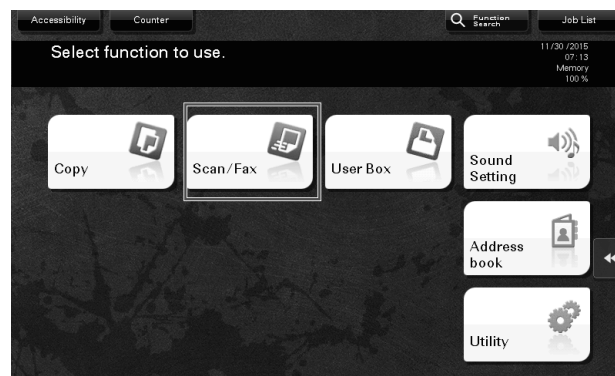 Accessibility
Counter
Function
Search
Job List
Select function to use.
11/30 /2015
07:13
Memory
100 %
Copy
Scan/Fax
User Box
Sound
Setting
Address
book
Utility